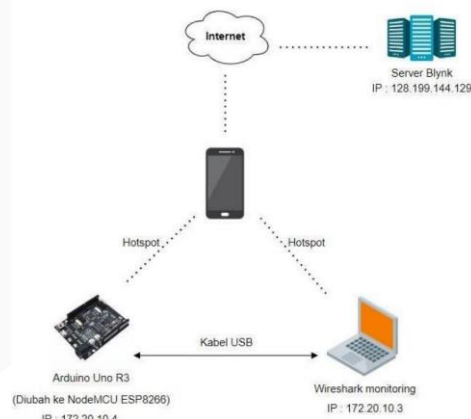 Internet
Server Blynk
IP : 128.199.144.129
Hotspot
Hotspot
Kabel USB
Arduino Uno R3
(Diubah ke NodeMCU ESP8266)
IP : 172.20.10.4
Wireshark monitoring
IP : 172.20.10.3